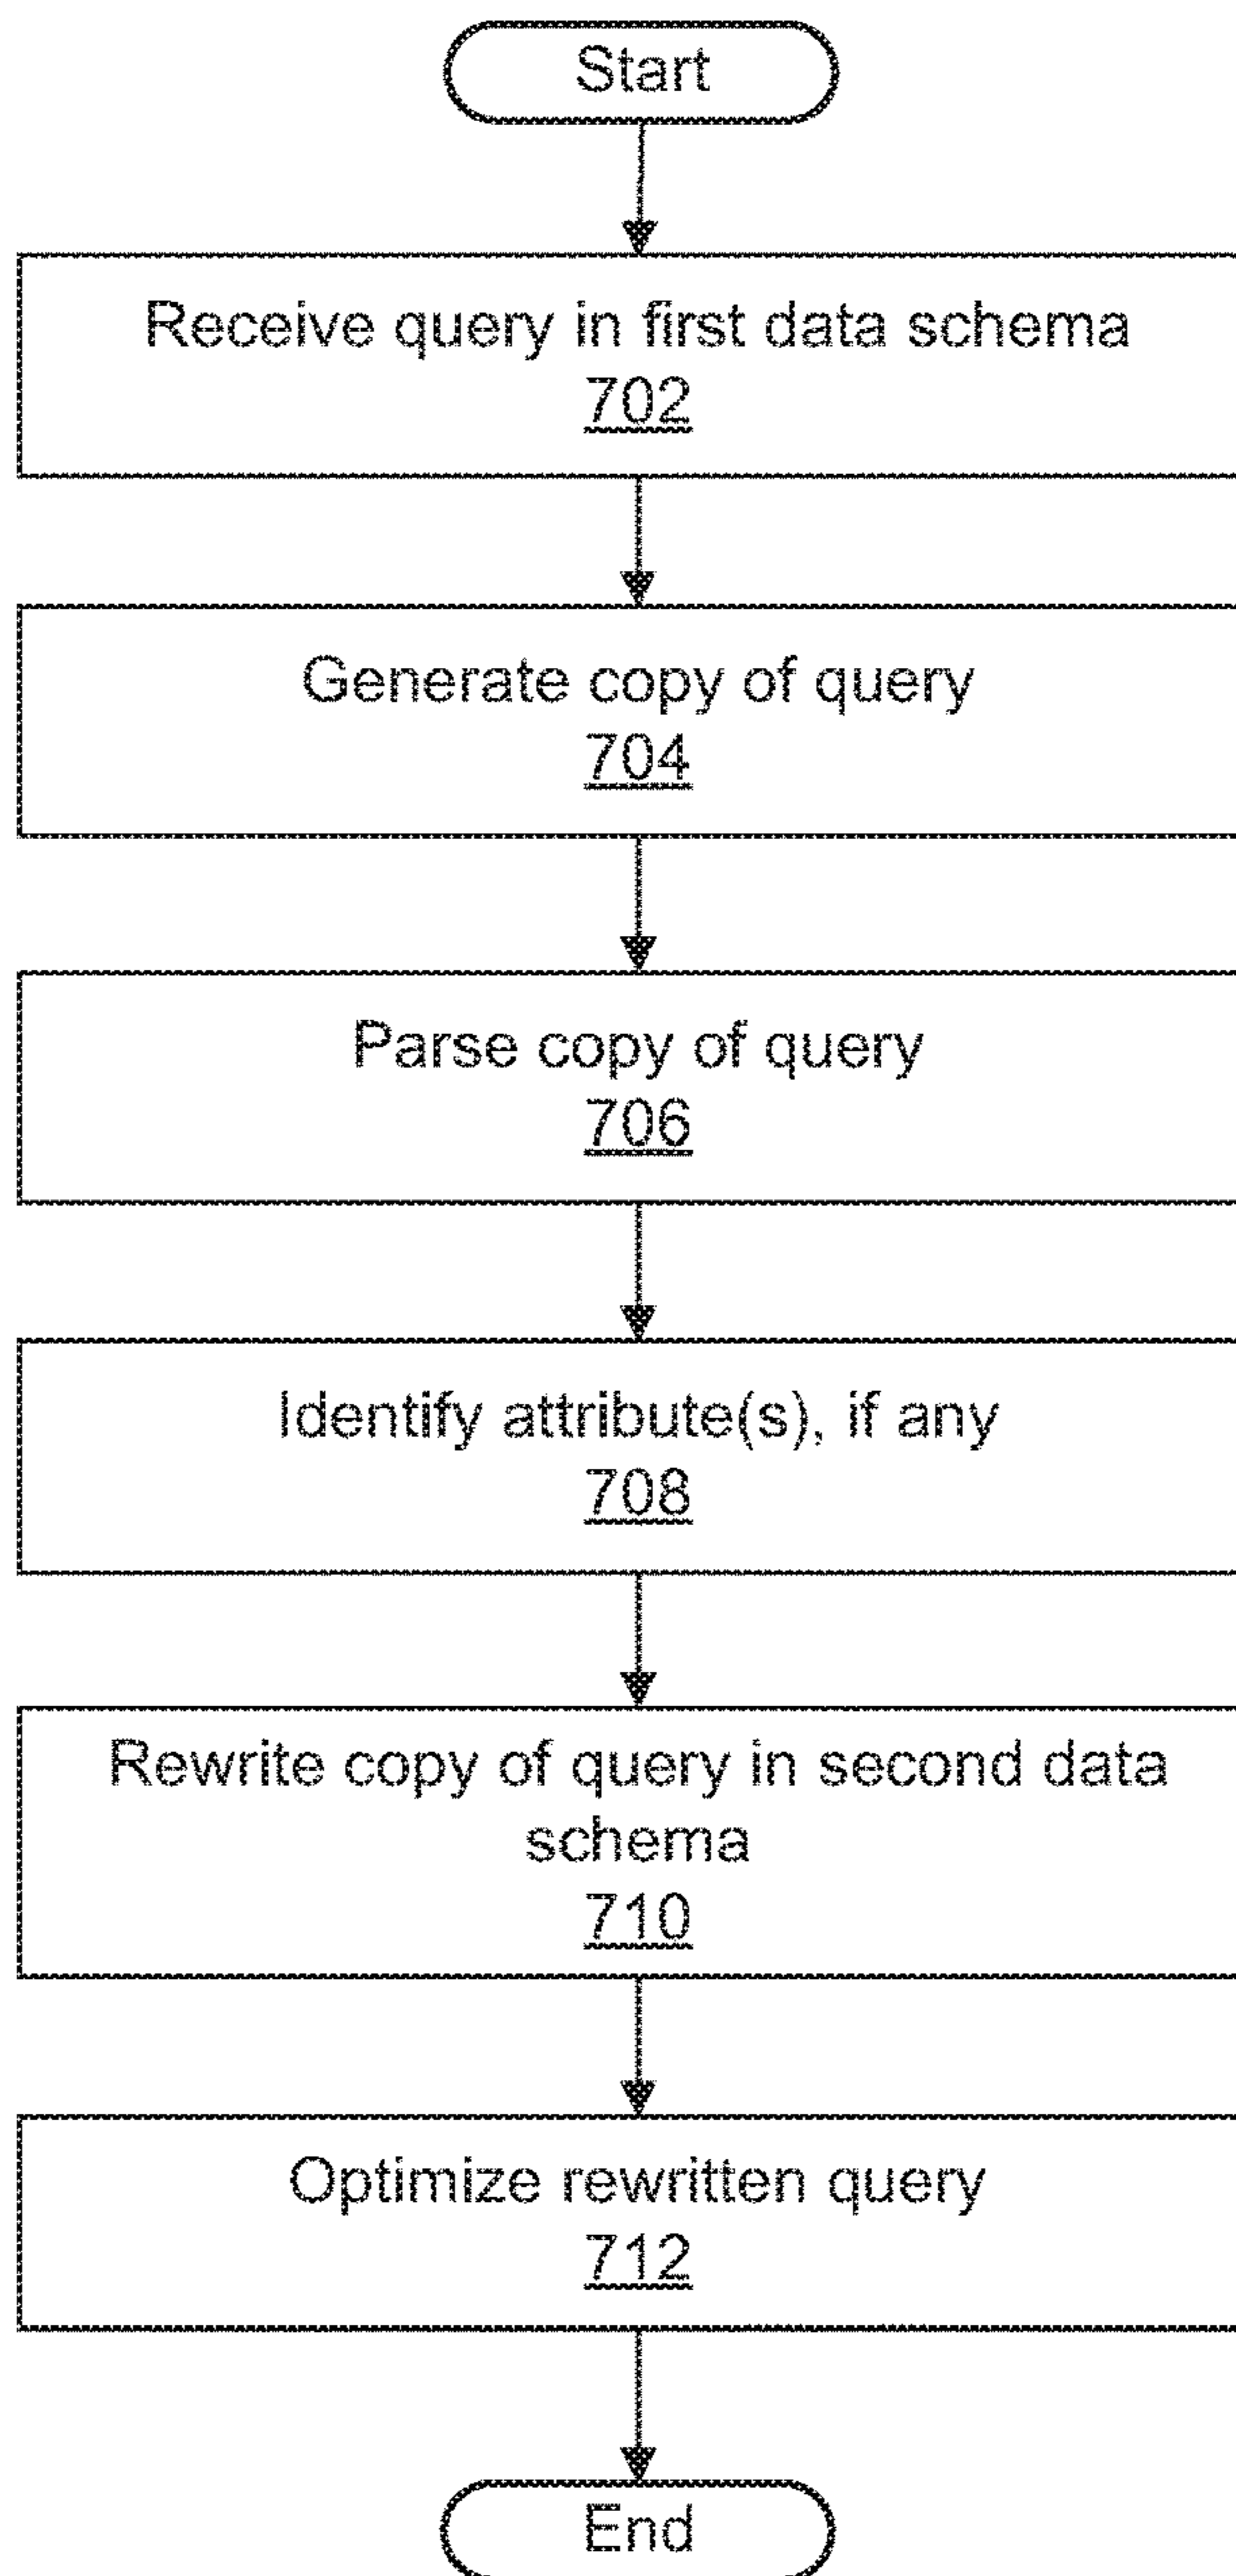 Start
Receive query in first data schema
702
Generate copy of query
704
Parse copy of query
706
Identify attribute(s), if any
708
Rewrite copy of query in second data
schema
710
Optimize rewritten query
712
End